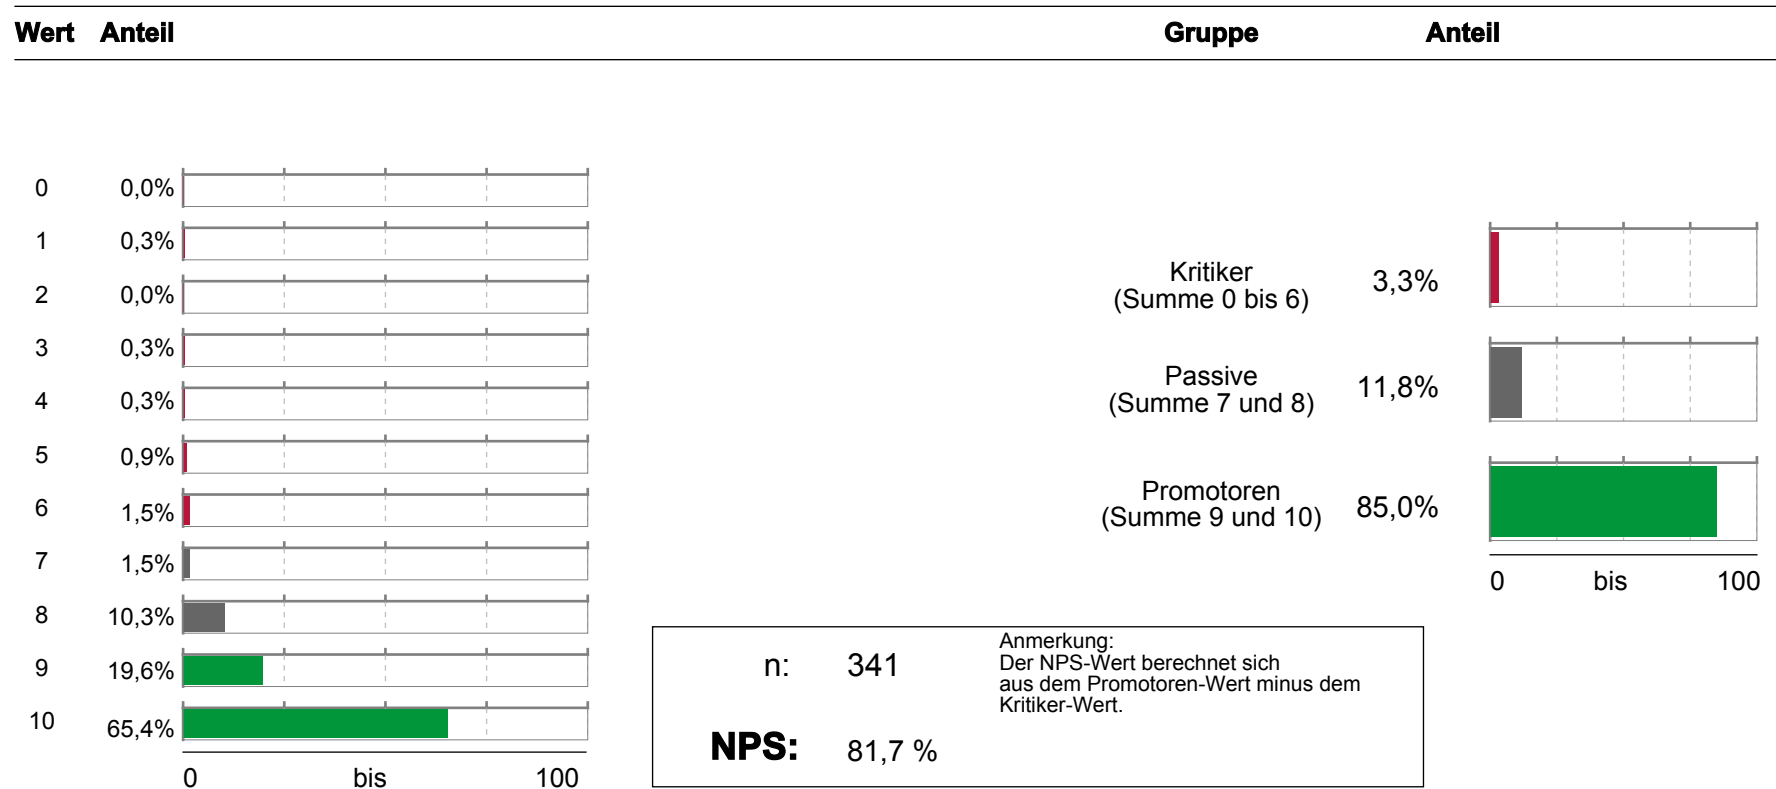 Wert Anteil Gruppe Anteil
0 0,0%
1 0,3%
2 0,0%
3 0,3%
4 0,3%
5 0,9%
6 1,5%
7 1,5%
8 10,3%
9 19,6%
10 65,4%
0 bis 100
Kritiker
(Summe 0 bis 6) 3,3%
Passive
(Summe 7 und 8) 11,8%
Promotoren
(Summe 9 und 10) 85,0%
0 bis 100
n: 341
NPS: 81,7 %
Anmerkung:
Der NPS-Wert berechnet sich
aus dem Promotoren-Wert minus dem
Kritiker-Wert.